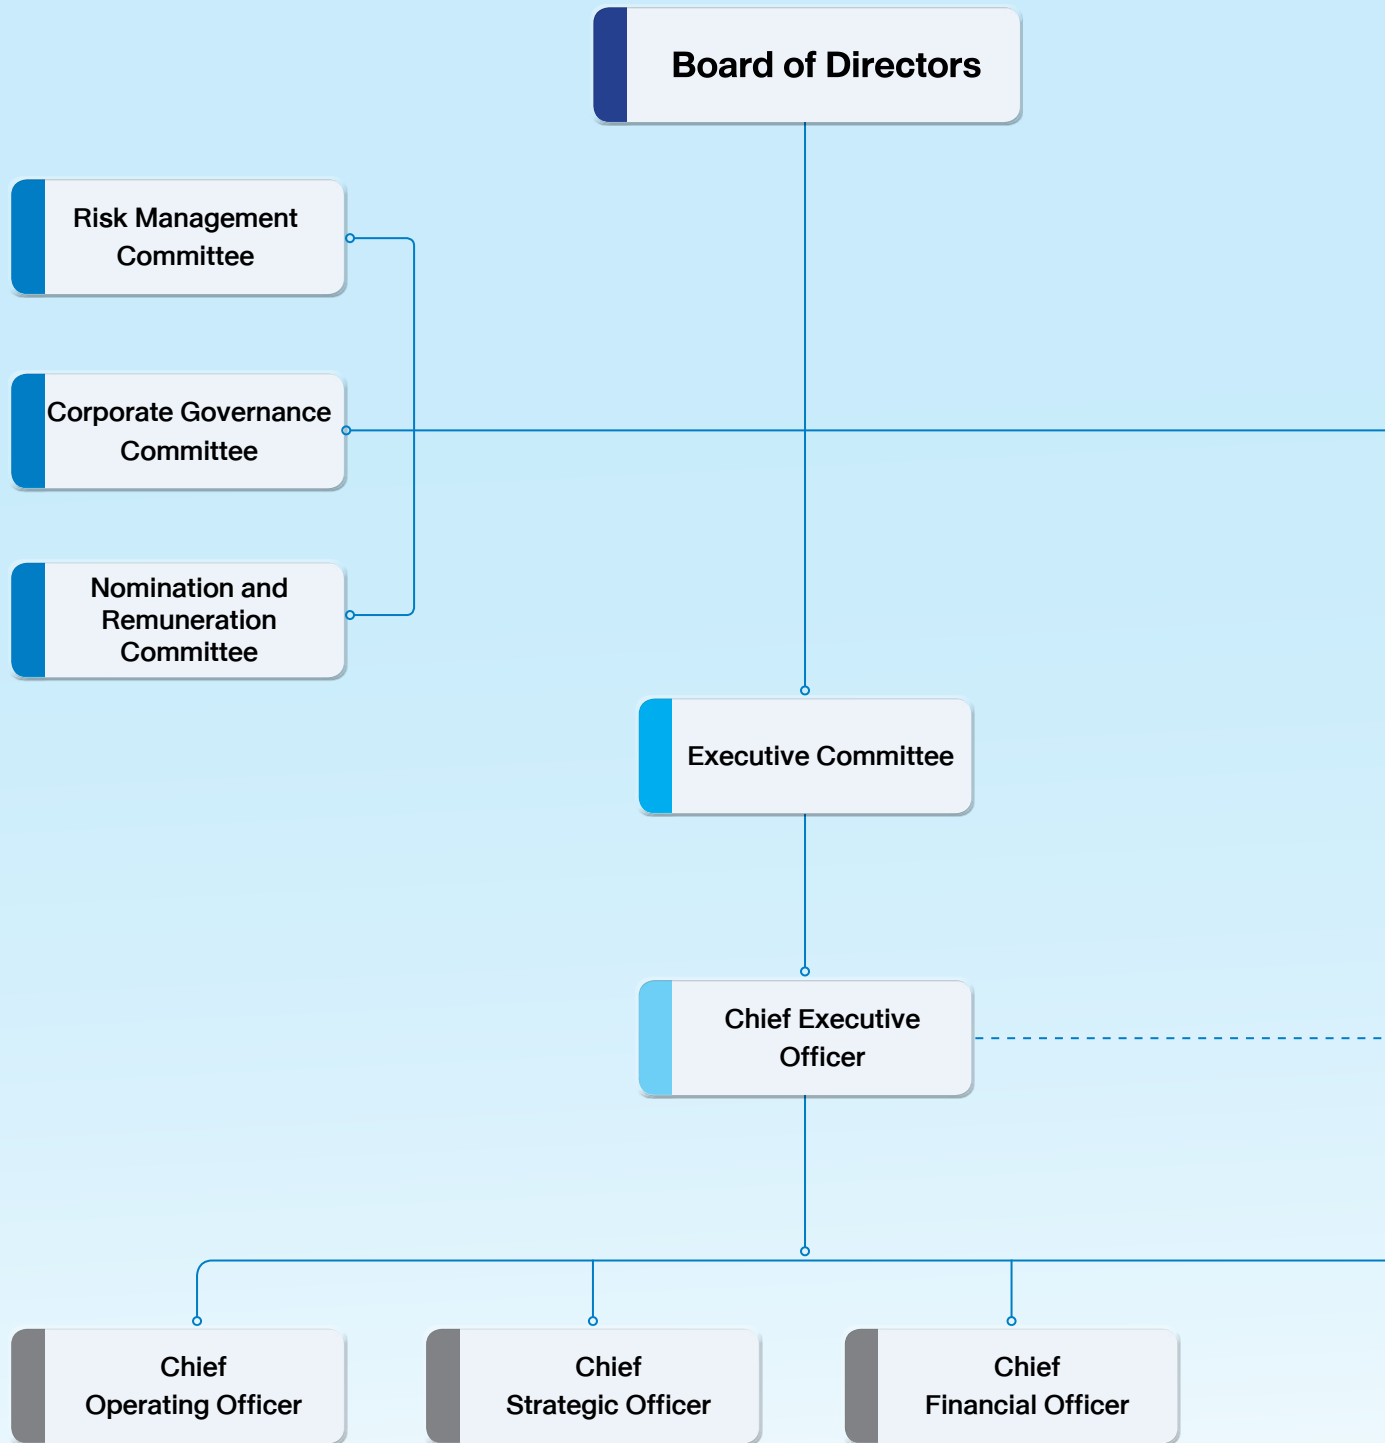 Board of Directors
Risk Management
Committee
Corporate Governance
Committee
Nomination and
Remuneration
Committee
Executive Committee
Chief Executive
Officer
Chief
Operating Officer
Chief
Strategic Officer
Chief
Financial Officer